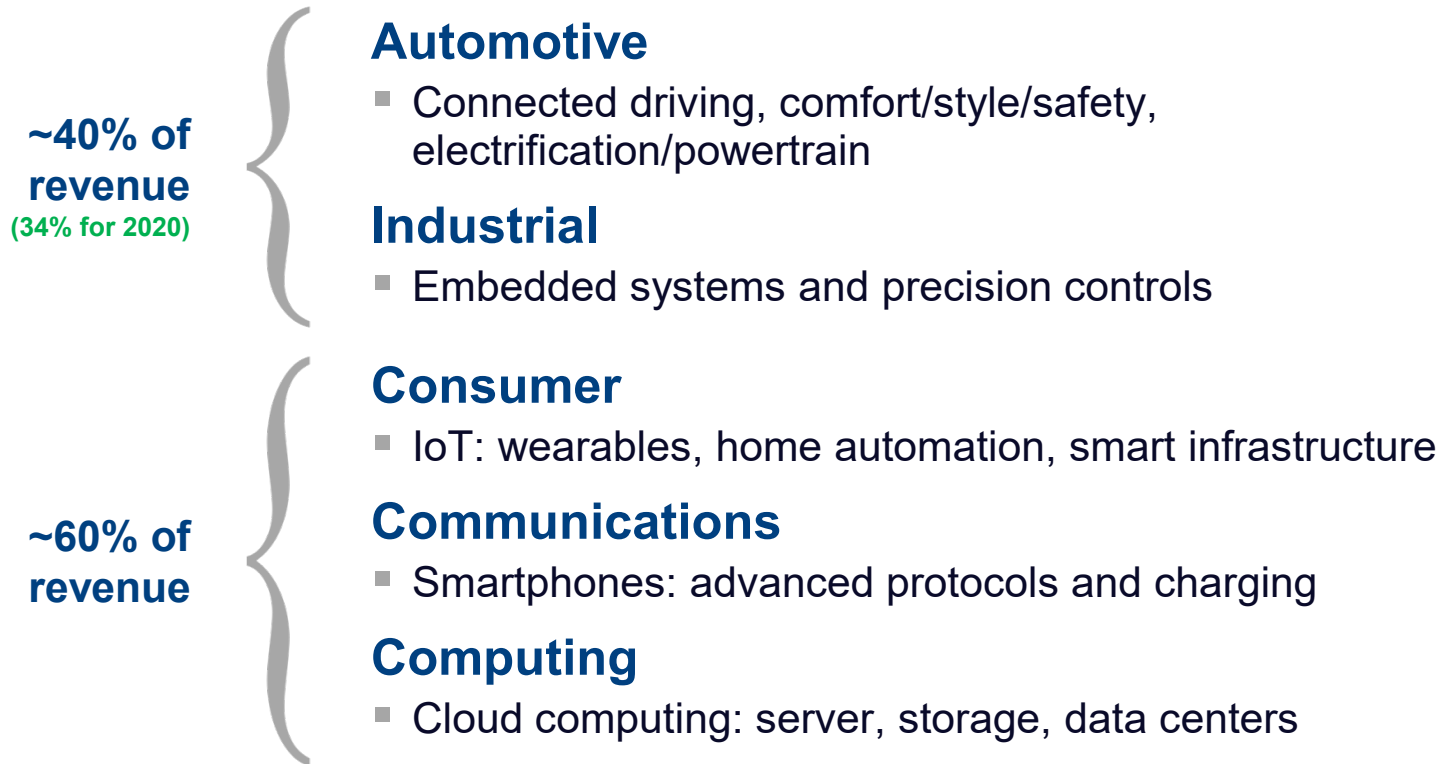 ~40% of
revenue
(34% for 2020)
Automotive
▪ Connected driving, comfort/style/safety,
electrification/powertrain
Industrial
▪ Embedded systems and precision controls
~60% of
revenue
Consumer
▪ IoT: wearables, home automation, smart infrastructure
Communications
▪ Smartphones: advanced protocols and charging
Computing
▪ Cloud computing: server, storage, data centers